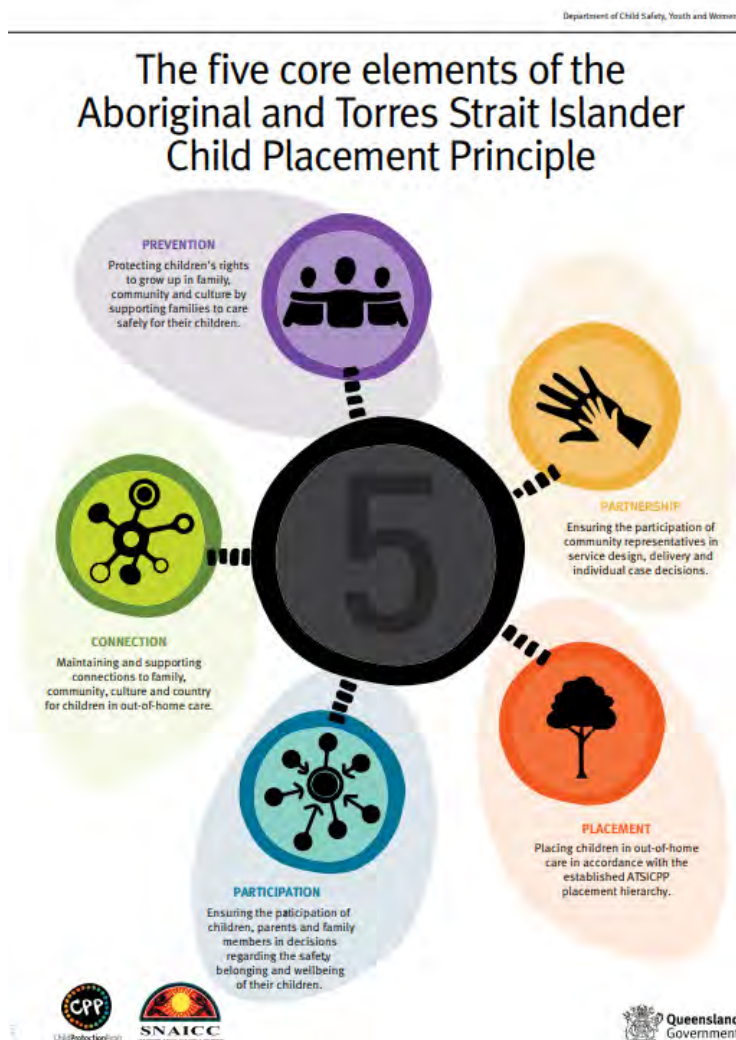 Department of Child Safety, Youth and Women
The five core elements of the
Aboriginal and Torres Strait Islander
Child Placement Principle
PREVENTION
Protecting children's rights
to grow up in family,
community and culture by
supporting families to care
safely for their children.
PARTNERSHIP
Ensuring the participation of
community representatives in
service design, delivery and
individual case decisions.
5
CONNECTION
Maintaining and supporting
connections to family,
community, culture and country
for children in out-of-home care.
PLACEMENT
Placing children in out-of-home
care in accordance with the
established ATSICPP
placement hierarchy.
PARTICIPATION
Ensuring the paticipation of
children, parents and family
members in decisions
regarding the safety,
belonging and wellbeing
of their children.
CPP
SNAICC
Queensland
Government